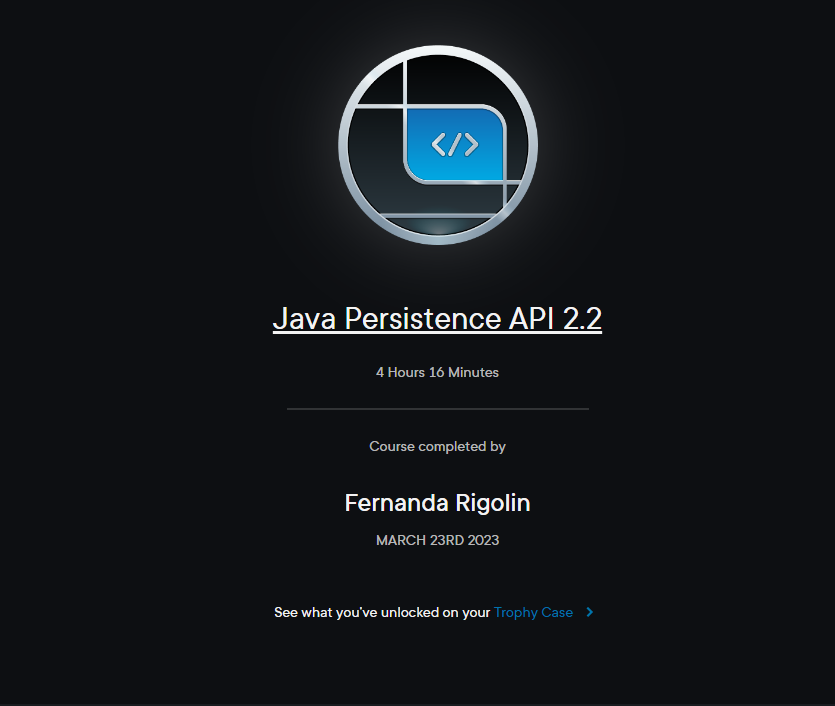 </>
Java Persistence API 2.2
4 Hours 16 Minutes
Course completed by
Fernanda Rigolin
MARCH 23RD 2023
See what you've unlocked on your Trophy Case >